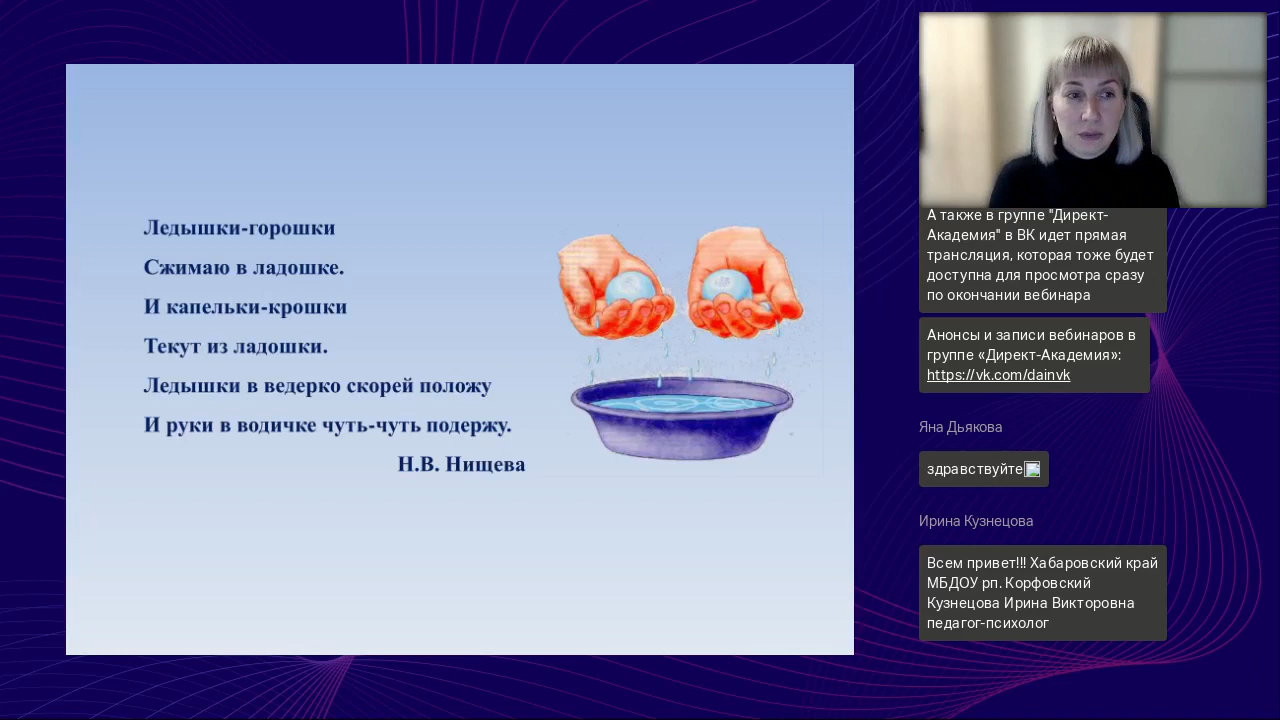 Ледышки-горошки
Сжимаю в ладошке.
И капельки-крошки
Текут из ладошки.
Ледышки в ведерко скорей положу
И руки в водичке чуть-чуть подержу.
Н.В. Нищева
А также в группе "Директ-
Академия" в ВК идет прямая
трансляция, которая тоже будет
доступна для просмотра сразу
по окончании вебинара
Анонсы и записи вебинаров в
группе «Директ-Академия»:
https://vk.com/dainvk
Яна Дьякова
здравствуйте
Ирина Кузнецова
Всем привет!!! Хабаровский край
МБДОУ рп. Корфовский
Кузнецова Ирина Викторовна
педагог-психолог